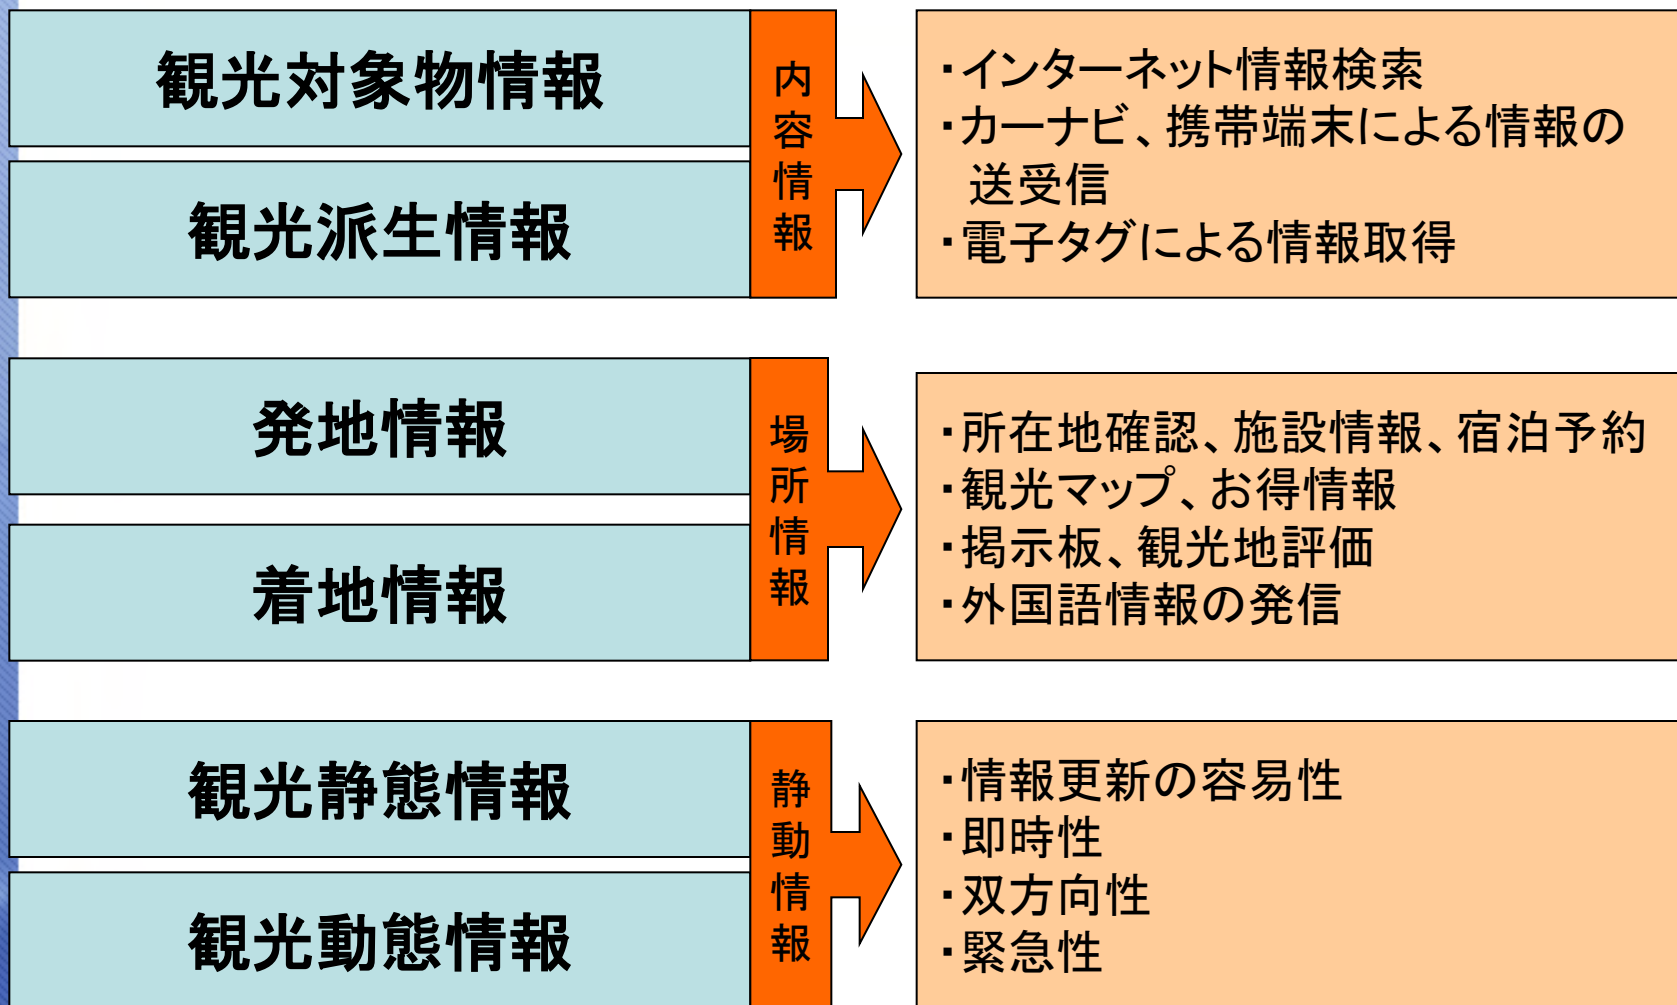 観光対象物情報
観光派生情報
内容情報
・インターネット情報検索
・カーナビ、携帯端末による情報の
送受信
・電子タグによる情報取得
発地情報
着地情報
場所情報
・所在地確認、施設情報、宿泊予約
・観光マップ、お得情報
・掲示板、観光地評価
・外国語情報の発信
観光静態情報
観光動態情報
静動情報
・情報更新の容易性
・即時性
・双方向性
・緊急性